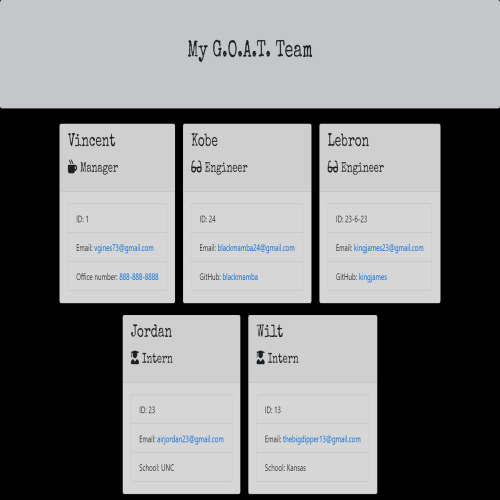 My G.O.A.T. Team
Vincent
Manager
ID: 1
Email: vgines73@gmail.com
Office number: 888-888-8888
Kobe
Engineer
ID: 24
Email: blackmamba24@gmail.com
GitHub: blackmamba
Lebron
Engineer
ID: 23-6-23
Email: kingjames23@gmail.com
GitHub: kingjames
Jordan
Intern
ID: 23
Email: airjordan23@gmail.com
School: UNC
Wilt
Intern
ID: 13
Email: thebigdipper13@gmail.com
School: Kansas